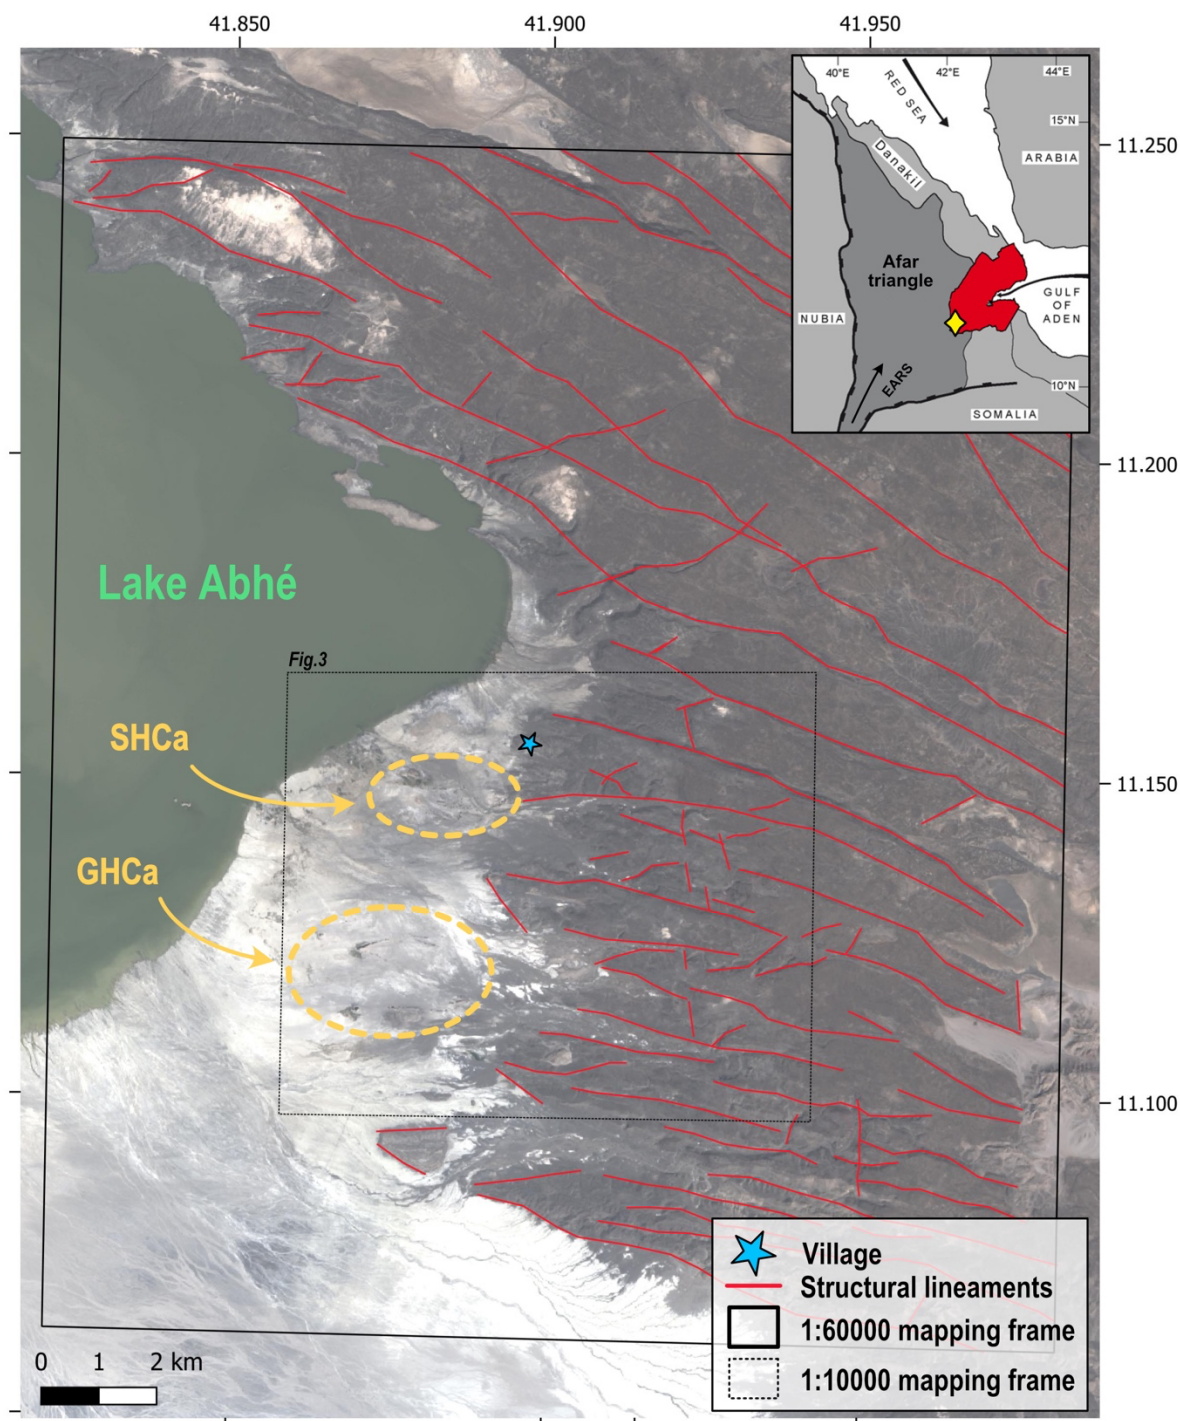 41.850 41.900 41.950
11.250
11.200
11.150
11.100
40°E 42°E 44°E
RED SEA
15°N
ARABIA
Danakil
Afar
triangle
NUBIA
GULF
OF
ADEN
EARS
10°N
SOMALIA
Lake Abhé
Fig.3
SHCa
GHCa
Village
Structural lineaments
1:60000 mapping frame
1:10000 mapping frame
0 1 2 km